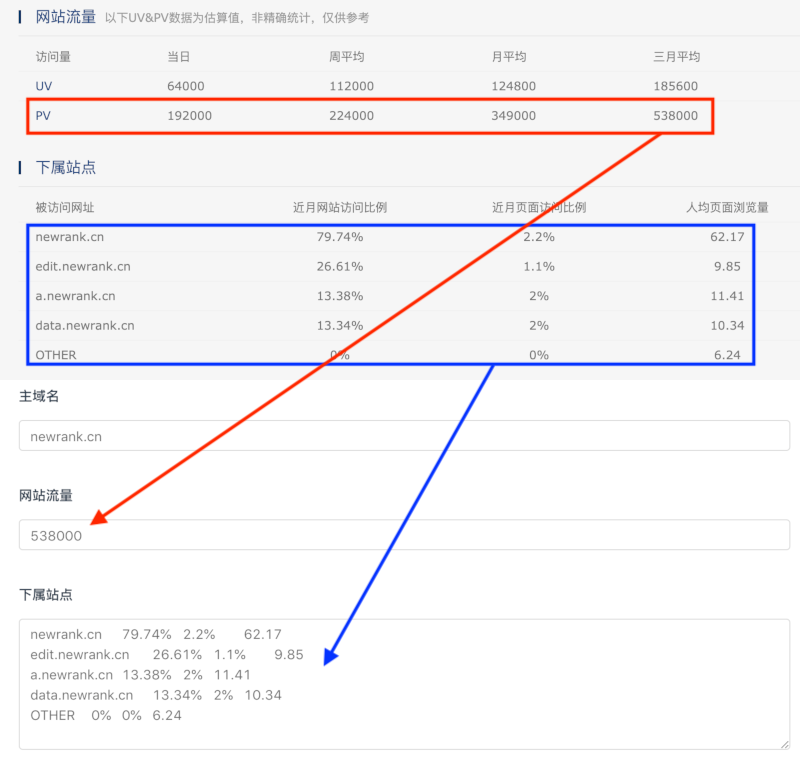 网站流量 以下UV&PV数据为估算值，非精确统计，仅供参考
访问量 当日 周平均 月平均 三月平均
UV 64000 112000 124800 185600
PV 192000 224000 349000 538000
下属站点
被访问网址 近月网站访问比例 近月页面访问比例 人均页面浏览量
newrank.cn 79.74% 2.2% 62.17
edit.newrank.cn 26.61% 1.1% 9.85
a.newrank.cn 13.38% 2% 11.41
data.newrank.cn 13.34% 2% 10.34
OTHER 0% 0% 6.24
主域名
newrank.cn
网站流量
538000
下属站点
newrank.cn 79.74% 2.2% 62.17
edit.newrank.cn 26.61% 1.1% 9.85
a.newrank.cn 13.38% 2% 11.41
data.newrank.cn 13.34% 2% 10.34
OTHER 0% 0% 6.24